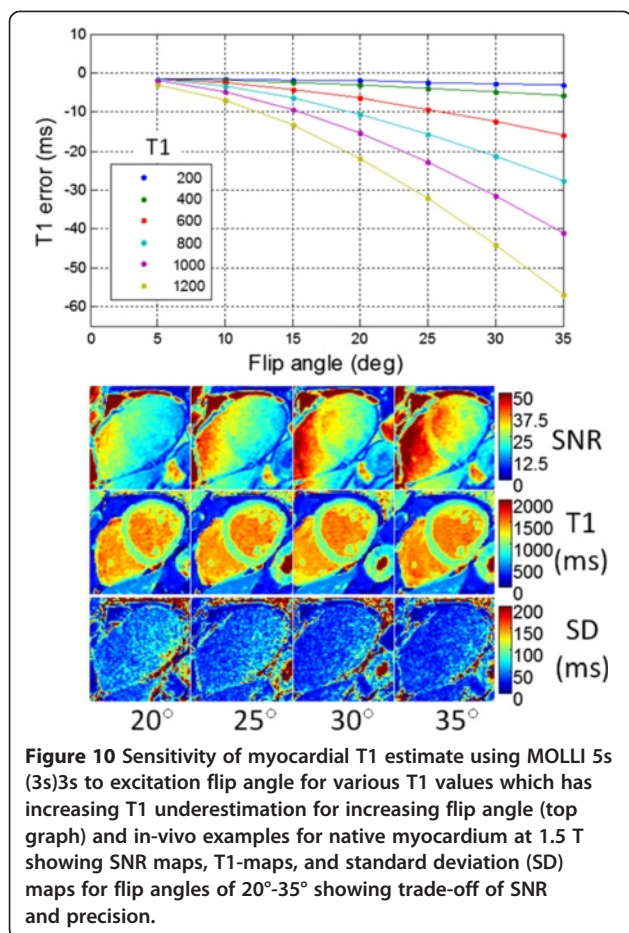 10
0
-10
-20
-30
-40
-50
-60
T1 error (ms)
T1
200
400
600
800
1000
1200
0 5 10 15 20 25 30 35
Flip angle (deg)
50
37.5
25
12.5
0
SNR
2000
1500
1000
500
0
T1
(ms)
200
150
100
50
0
SD
(ms)
20° 25° 30° 35°
Figure 10 Sensitivity of myocardial T1 estimate using MOLLI 5s
(3s)3s to excitation flip angle for various T1 values which has
increasing T1 underestimation for increasing flip angle (top
graph) and in-vivo examples for native myocardium at 1.5 T
showing SNR maps, T1-maps, and standard deviation (SD)
maps for flip angles of 20°-35° showing trade-off of SNR
and precision.